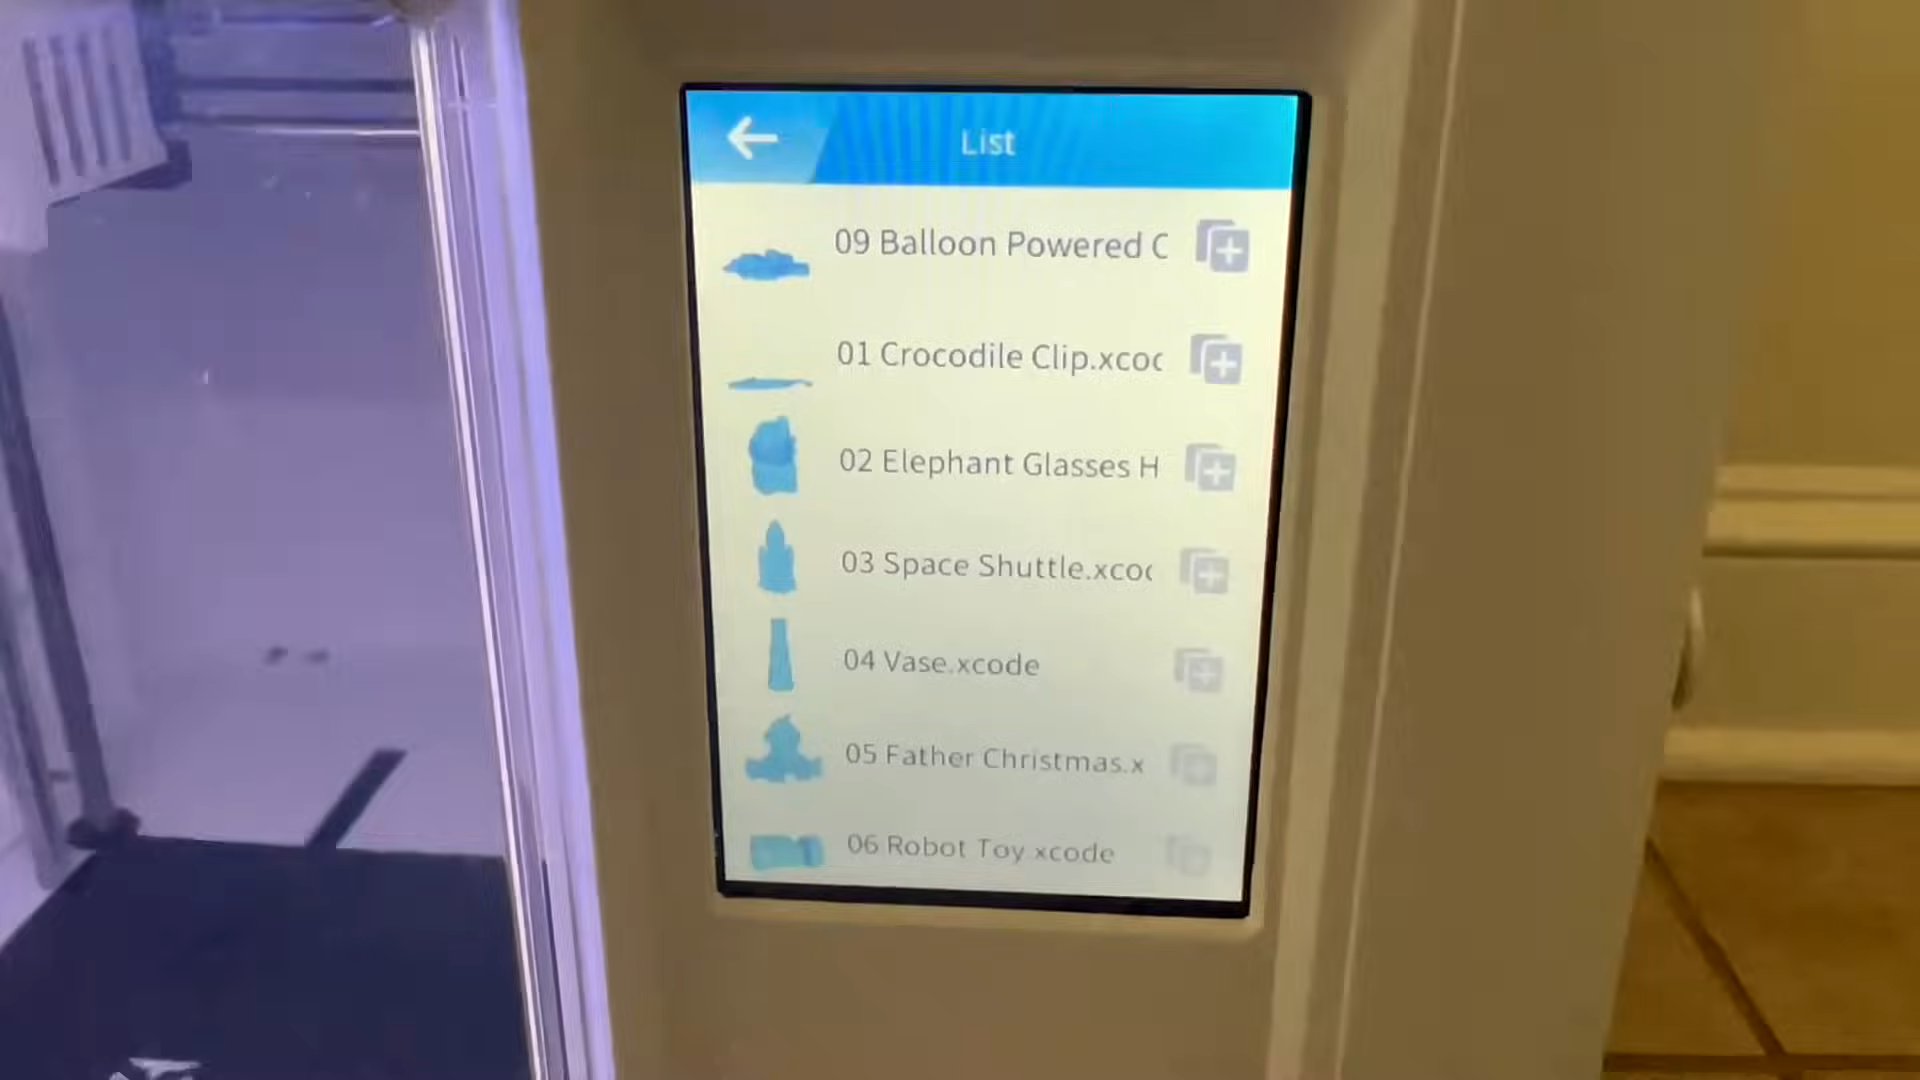 List
09 Balloon Powered C
01 Crocodile Clip.xcoc
02 Elephant Glasses H
03 Space Shuttle.xcoc
04 Vase.xcode
05 Father Christmas.x
06 Robot Toy xcode